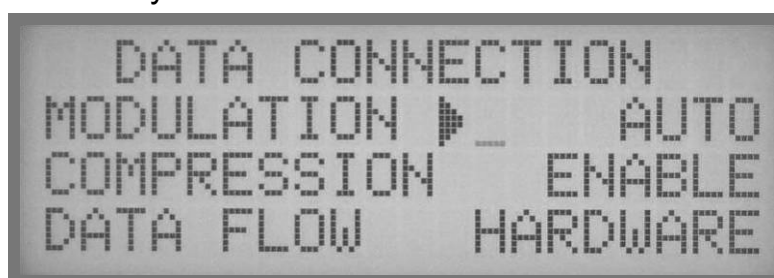 DATA CONNECTION
MODULATION ▶_ AUTO
COMPRESSION ENABLE
DATA FLOW HARDWARE